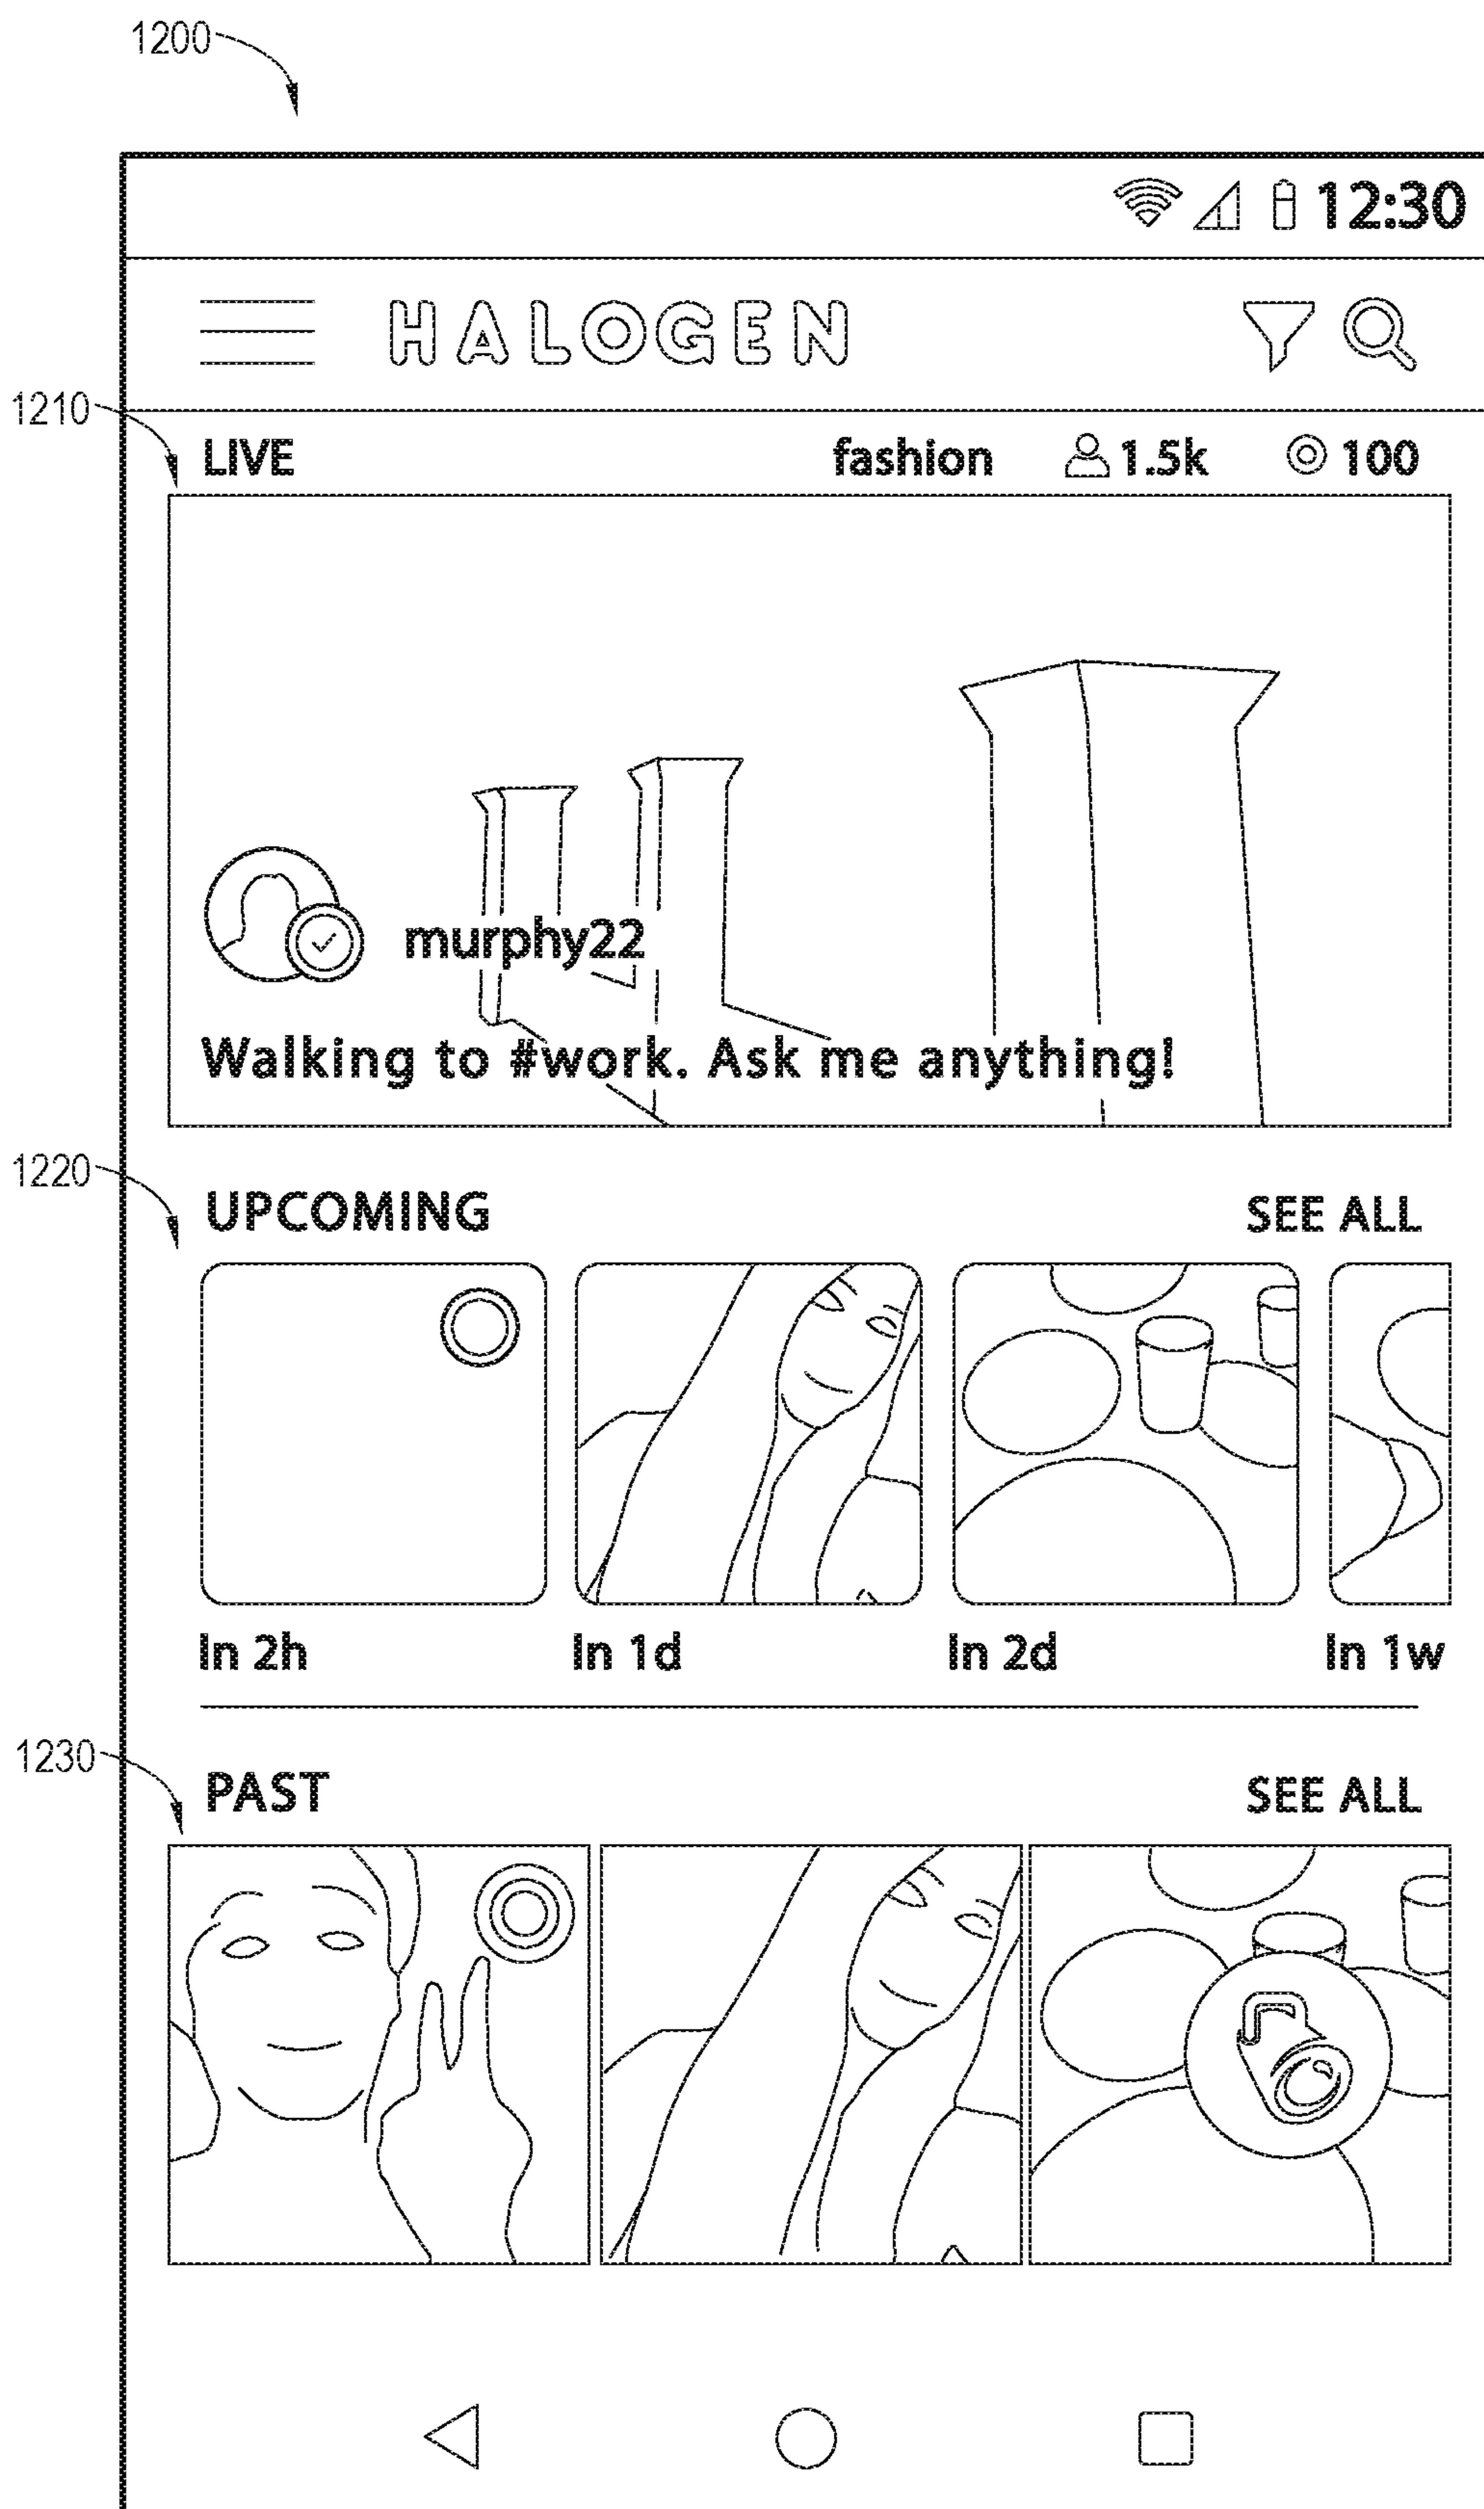 1200
12:30
HALOGEN
1210
LIVE fashion 1.5k 100
murphy22
Walking to #work. Ask me anything!
1220
UPCOMING SEE ALL
In 2h In 1d In 2d In 1w
1230
PAST SEE ALL